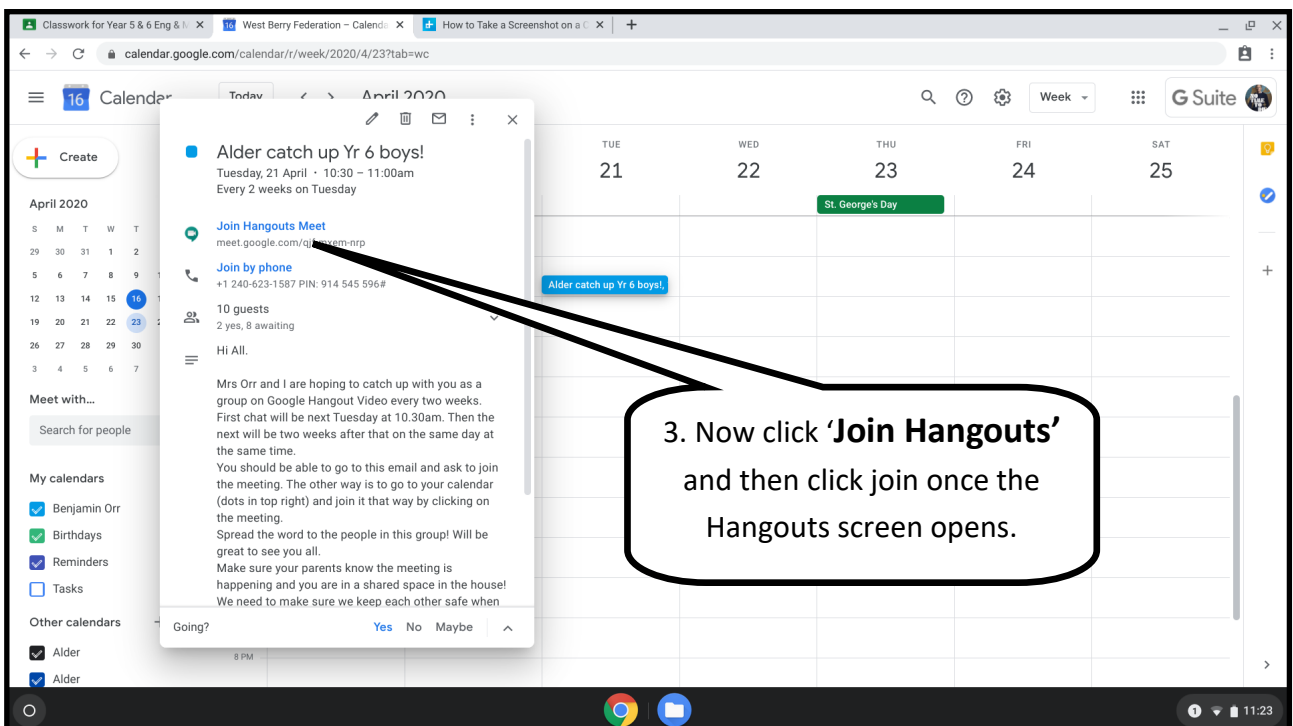 Classwork for Year 5 & 6 Eng & M
West Berry Federation – Calenda
How to Take a Screenshot on a C
calendar.google.com/calendar/r/week/2020/4/23?tab=wc
16 Calendar
Today
April 2020
Week
G Suite
Create
April 2020
S M T W T
29 30 31 1 2
5 6 7 8 9 1
12 13 14 15 16 1
19 20 21 22 23 2
26 27 28 29 30
3 4 5 6 7
Meet with...
Search for people
My calendars
Benjamin Orr
Birthdays
Reminders
Tasks
Other calendars +
Alder
Alder
Alder catch up Yr 6 boys!
Tuesday, 21 April · 10:30 – 11:00am
Every 2 weeks on Tuesday
Join Hangouts Meet
Join by phone
+1 240-623-1587 PIN: 914 545 596#
10 guests
2 yes, 8 awaiting
Hi All.
Mrs Orr and I are hoping to catch up with you as a
group on Google Hangout Video every two weeks.
First chat will be next Tuesday at 10.30am. Then the
next will be two weeks after that on the same day at
the same time.
You should be able to go to this email and ask to join
the meeting. The other way is to go to your calendar
(dots in top right) and join it that way by clicking on
the meeting.
Spread the word to the people in this group! Will be
great to see you all.
Make sure your parents know the meeting is
happening and you are in a shared space in the house!
We need to make sure we keep each other safe when
Going? Yes No Maybe
8 PM
TUE WED THU FRI SAT
21 22 23 24 25
St. George's Day
Alder catch up Yr 6 boys!,
3. Now click ‘Join Hangouts’
and then click join once the
Hangouts screen opens.
1 11:23